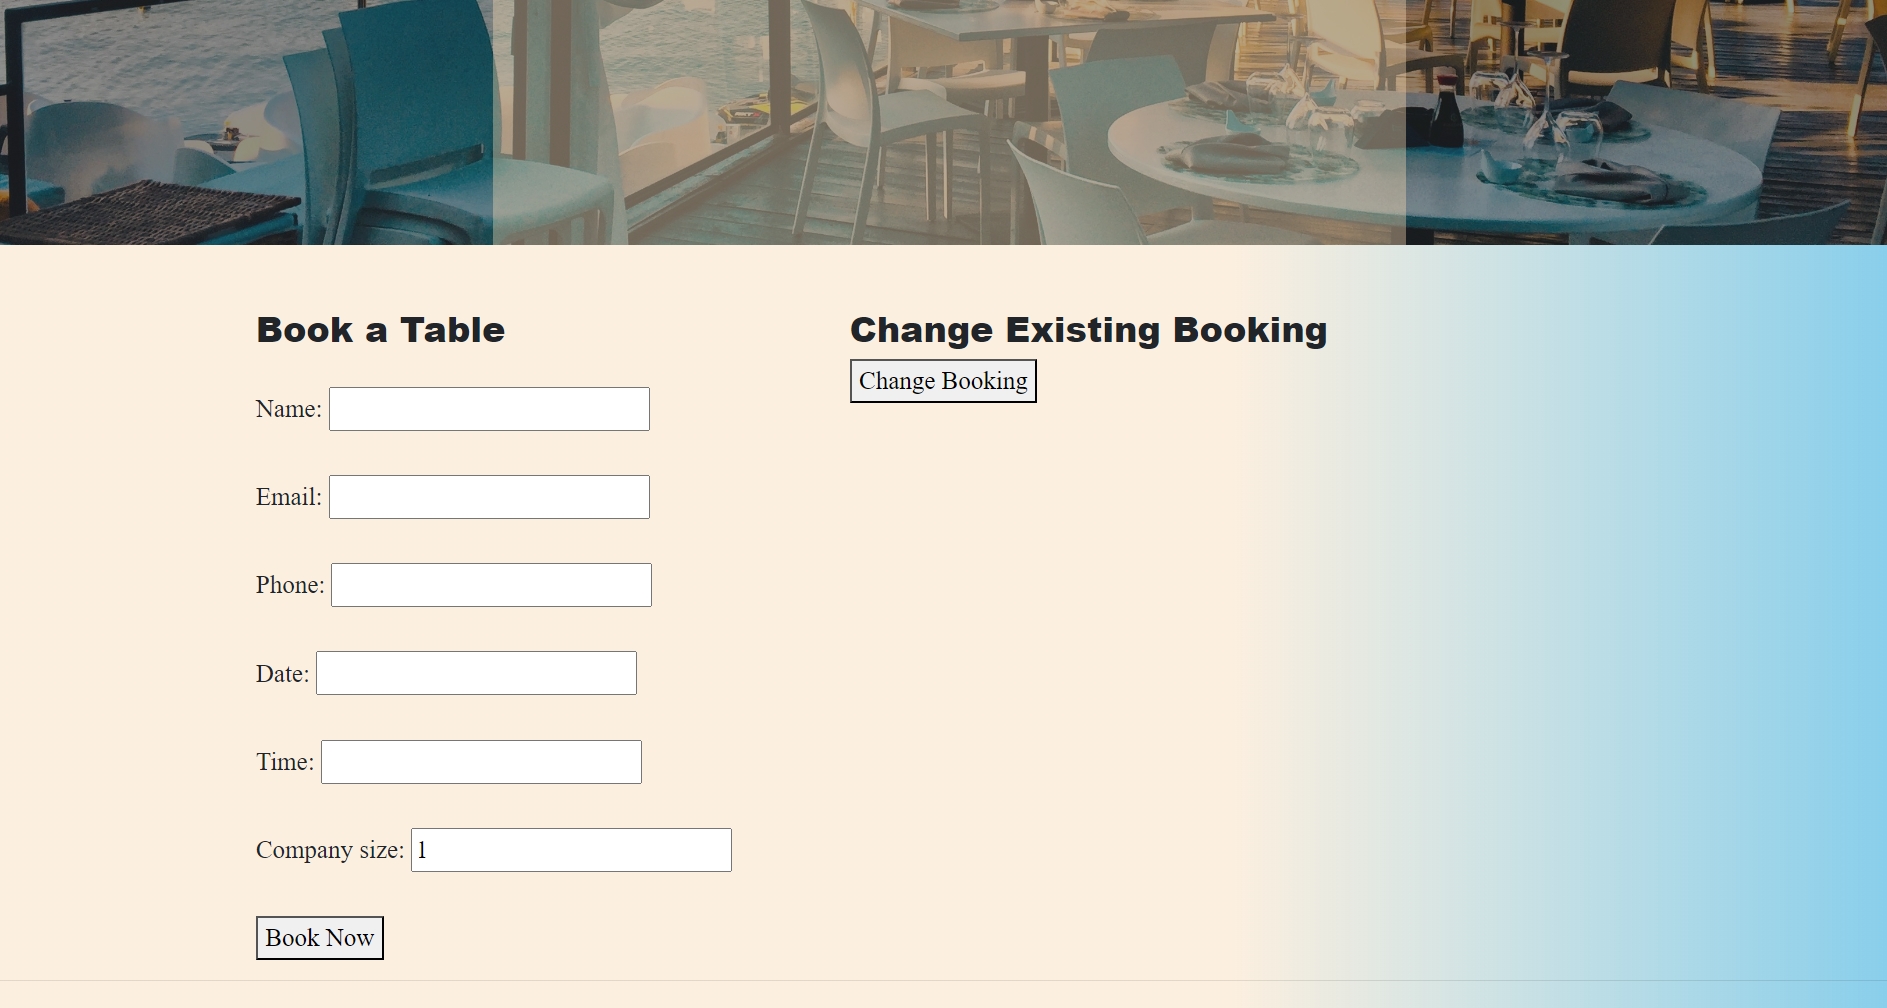 Book a Table
Name:
Email:
Phone:
Date:
Time:
Company size: 1
Book Now
Change Existing Booking
Change Booking